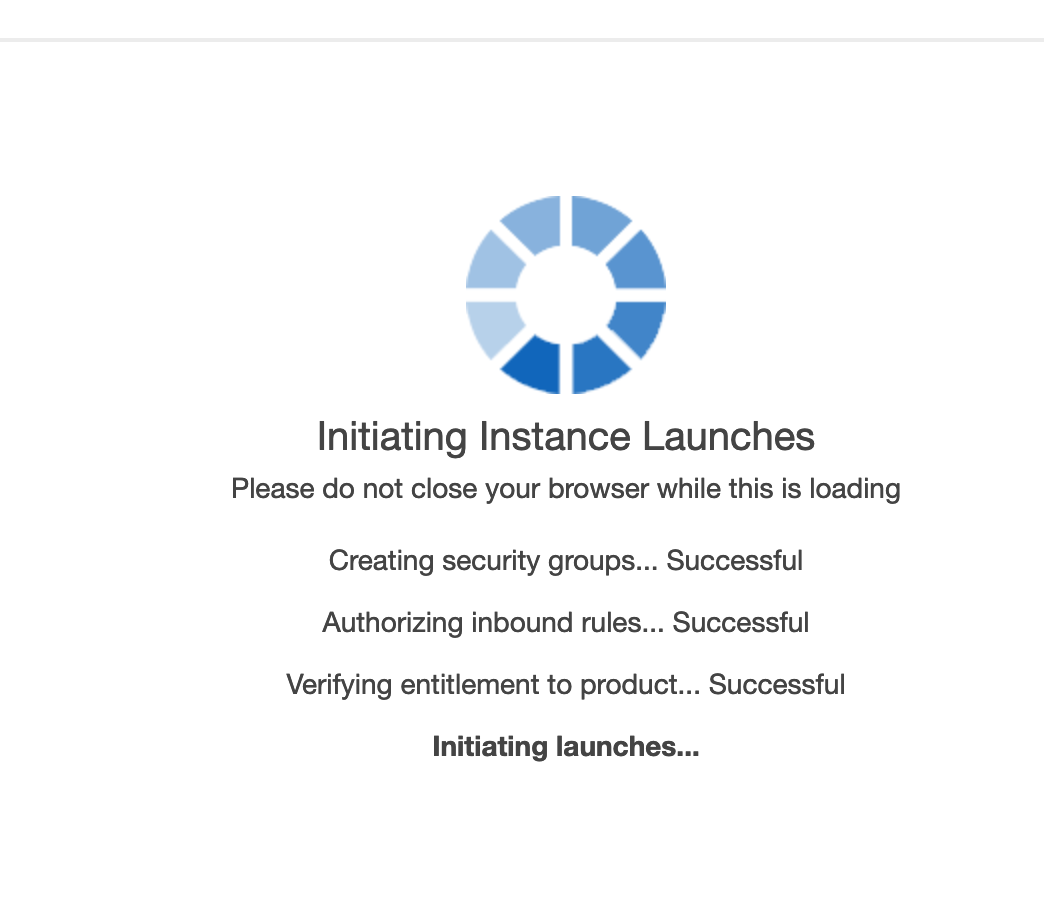 Initiating Instance Launches
Please do not close your browser while this is loading
Creating security groups... Successful
Authorizing inbound rules... Successful
Verifying entitlement to product... Successful
Initiating launches...